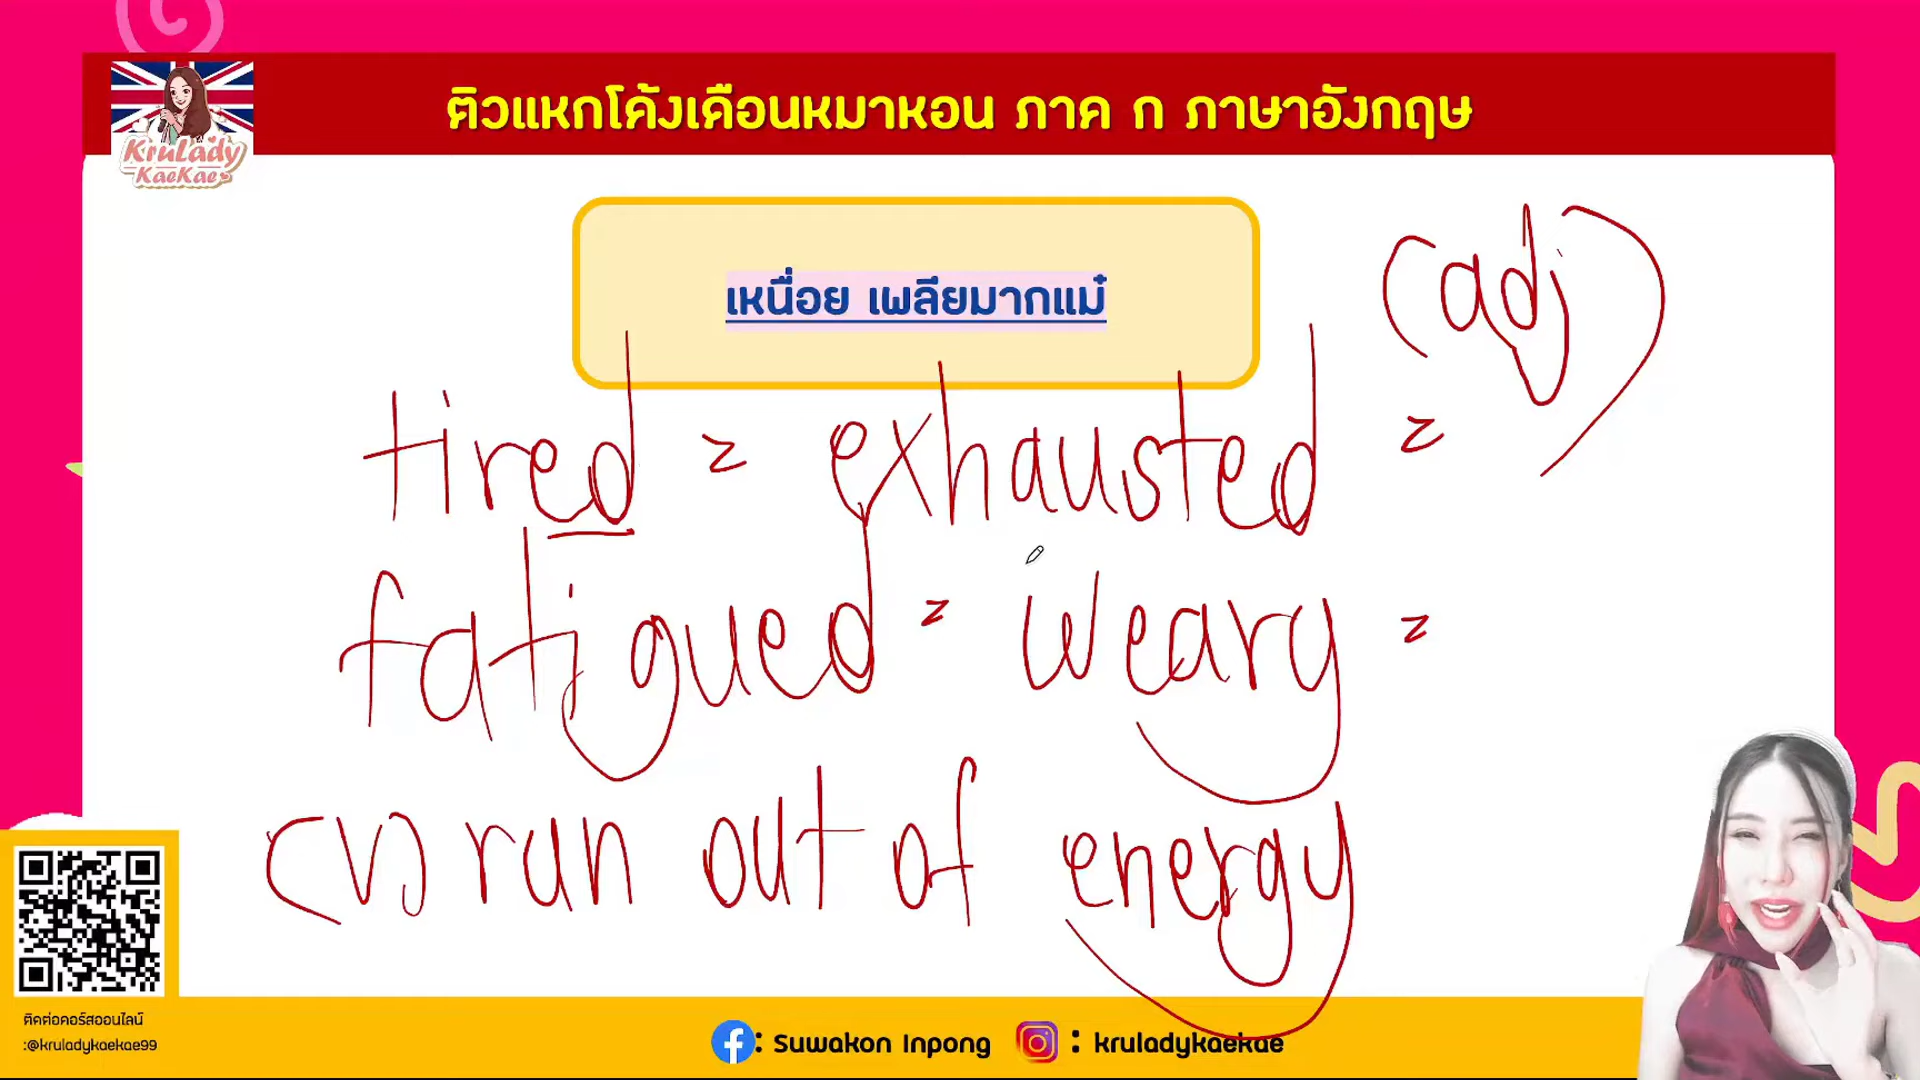 ติวแหกโค้งเดือนหมาหอน ภาค ก ภาษาอังกฤษ
KruLady
KaeKae
เหนื่อย เพลียมากแม่
(adj)
tired = exhausted =
fatigued = weary =
(v) run out of energy
ติดต่อคอร์สออนไลน์
:@kruladykaekae99
: Suwakon Inpong
: kruladykaekae